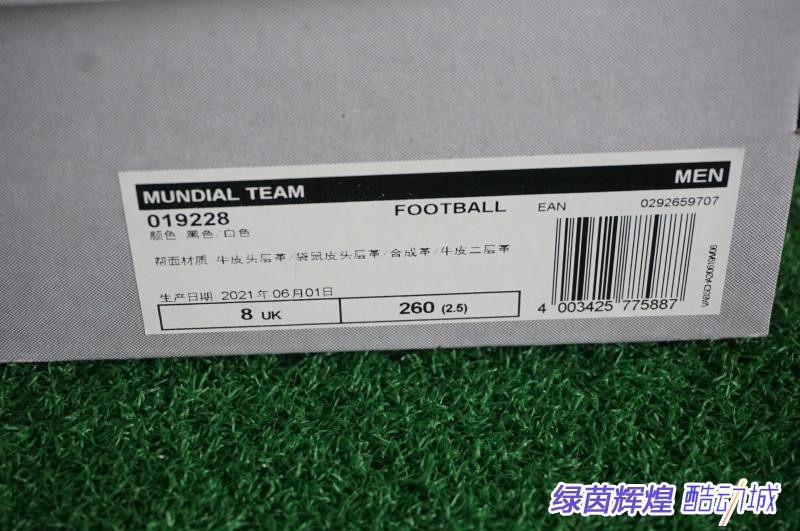 MUNDIAL TEAM MEN
019228 FOOTBALL EAN 0292659707
颜色 黑色/白色
帮面材质 牛皮头层革/袋鼠皮头层革/合成革/牛皮二层革
生产日期 2021年06月01日
8 UK 260 (2.5)
4 003425 775887
绿茵辉煌 酷动城